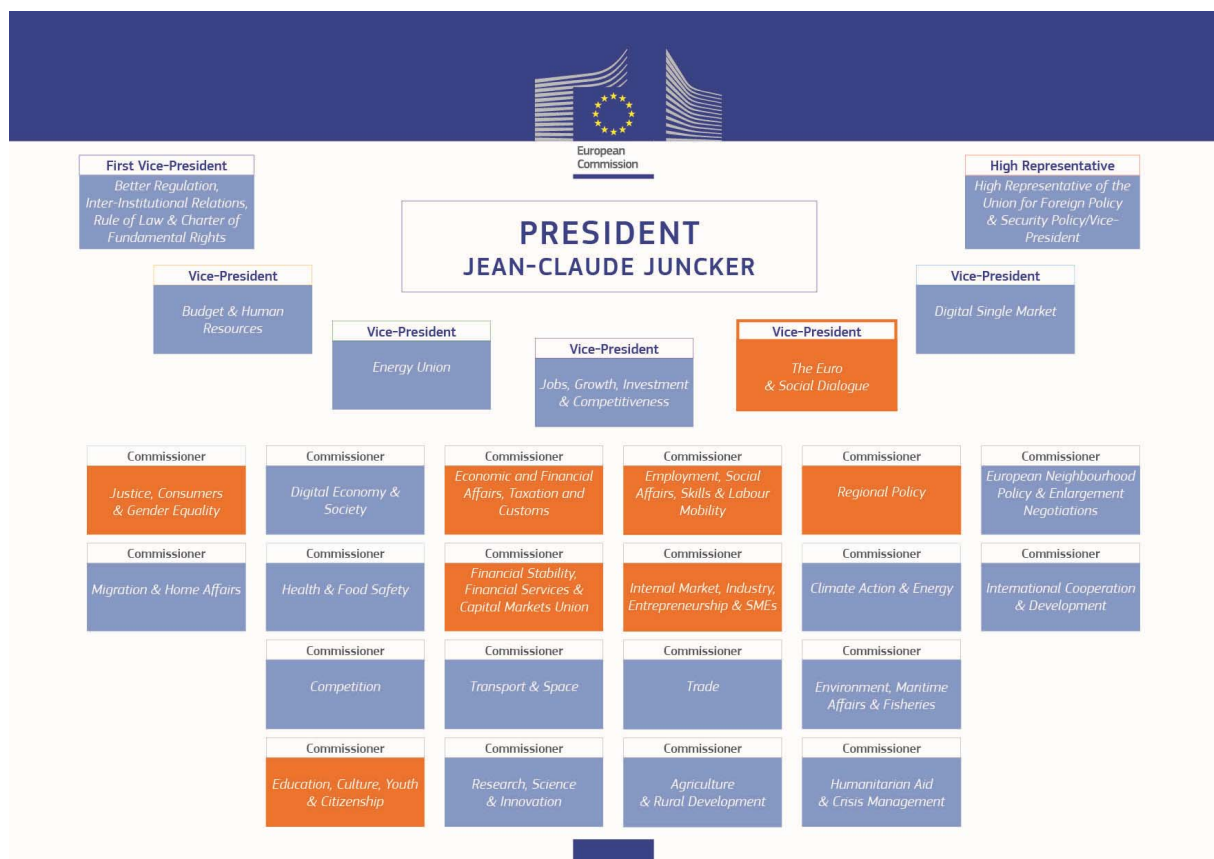 European
Commission
First Vice-President
Better Regulation,
Inter-Institutional Relations,
Rule of Law & Charter of
Fundamental Rights
High Representative
High Representative of the
Union for Foreign Policy
& Security Policy/Vice-
President
PRESIDENT
JEAN-CLAUDE JUNCKER
Vice-President
Budget & Human
Resources
Vice-President
Energy Union
Vice-President
Jobs, Growth, Investment
& Competitiveness
Vice-President
The Euro
& Social Dialogue
Vice-President
Digital Single Market
Commissioner
Justice, Consumers
& Gender Equality
Commissioner
Digital Economy &
Society
Commissioner
Economic and Financial
Affairs, Taxation and
Customs
Commissioner
Employment, Social
Affairs, Skills & Labour
Mobility
Commissioner
Regional Policy
Commissioner
European Neighbourhood
Policy & Enlargement
Negotiations
Commissioner
Migration & Home Affairs
Commissioner
Health & Food Safety
Commissioner
Financial Stability,
Financial Services &
Capital Markets Union
Commissioner
Internal Market, Industry,
Entrepreneurship & SMEs
Commissioner
Climate Action & Energy
Commissioner
International Cooperation
& Development
Commissioner
Competition
Commissioner
Transport & Space
Commissioner
Trade
Commissioner
Environment, Maritime
Affairs & Fisheries
Commissioner
Education, Culture, Youth
& Citizenship
Commissioner
Research, Science
& Innovation
Commissioner
Agriculture
& Rural Development
Commissioner
Humanitarian Aid
& Crisis Management